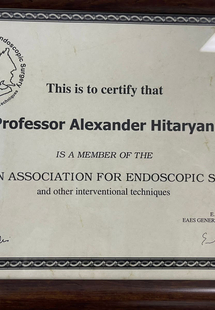 Endoscopic Surgery
This is to certify that
Professor Alexander Hitaryan
IS A MEMBER OF THE
N ASSOCIATION FOR ENDOSCOPIC S
and other interventional techniques
E.
EAES GENER